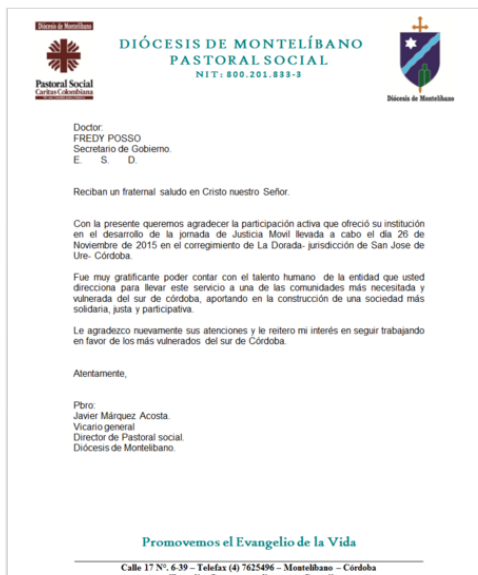 Diócesis de Montelíbano
Pastoral Social
Caritas Colombiana
DIÓCESIS DE MONTELÍBANO
PASTORAL SOCIAL
NIT: 800.201.833-3
Diócesis de Montelíbano
Doctor:
FREDY POSSO
Secretario de Gobierno.
E. S. D.
Reciban un fraternal saludo en Cristo nuestro Señor.
Con la presente queremos agradecer la participación activa que ofreció su institución
en el desarrollo de la jornada de Justicia Movil llevada a cabo el día 26 de
Noviembre de 2015 en el corregimiento de La Dorada- jurisdicción de San Jose de
Ure- Córdoba.
Fue muy gratificante poder contar con el talento humano de la entidad que usted
direcciona para llevar este servicio a una de las comunidades más necesitada y
vulnerada del sur de córdoba, aportando en la construcción de una sociedad más
solidaria, justa y participativa.
Le agradezco nuevamente sus atenciones y le reitero mi interés en seguir trabajando
en favor de los más vulnerados del sur de Córdoba.
Atentamente,
Pbro:
Javier Márquez Acosta.
Vicario general
Director de Pastoral social.
Diócesis de Montelibano.
Promovemos el Evangelio de la Vida
Calle 17 Nº. 6-39 – Telefax (4) 7625496 – Montelíbano – Córdoba